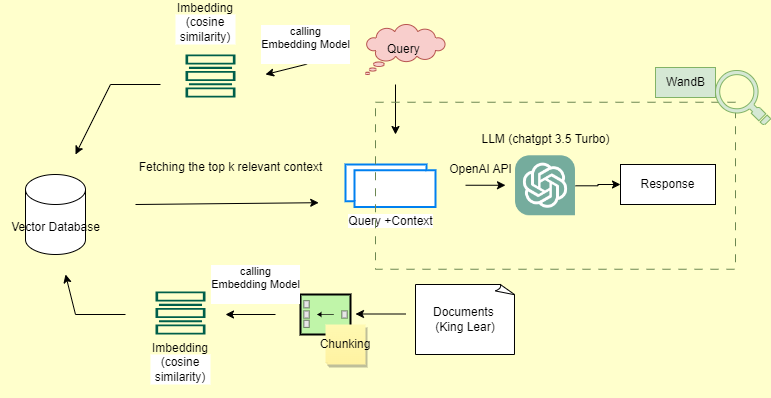 Imbedding
(cosine
similarity)
calling
Embedding Model
Query
WandB
LLM (chatgpt 3.5 Turbo)
Fetching the top k relevant context
OpenAI API
Response
Vector Database
Query +Context
calling
Embedding Model
Documents
(King Lear)
Chunking
Imbedding
(cosine
similarity)